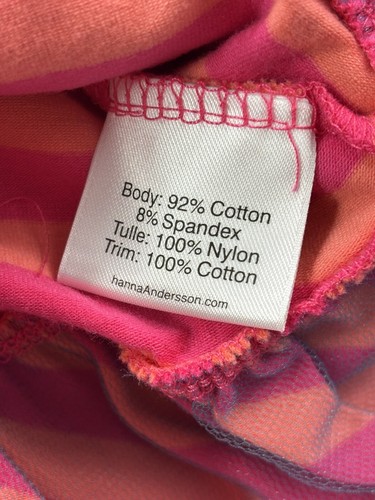 Body: 92% Cotton
8% Spandex
Tulle: 100% Nylon
Trim: 100% Cotton
hannaAndersson.com